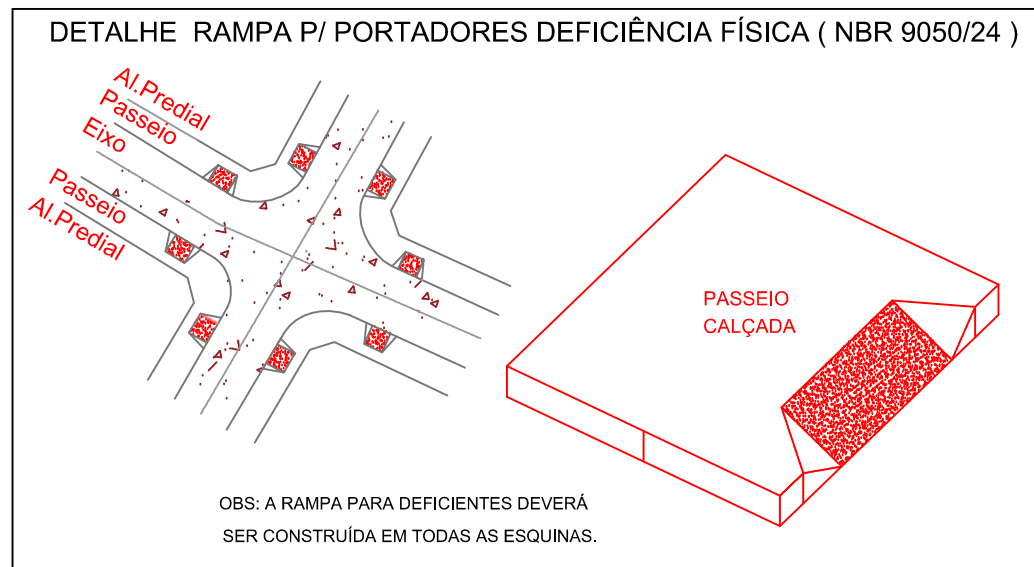 DETALHE RAMPA P/ PORTADORES DEFICIÊNCIA FÍSICA ( NBR 9050/24 )
Al.Predial
Passeio
Eixo
Passeio
Al.Predial
PASSEIO
CALÇADA
OBS: A RAMPA PARA DEFICIENTES DEVERÁ
SER CONSTRUÍDA EM TODAS AS ESQUINAS.